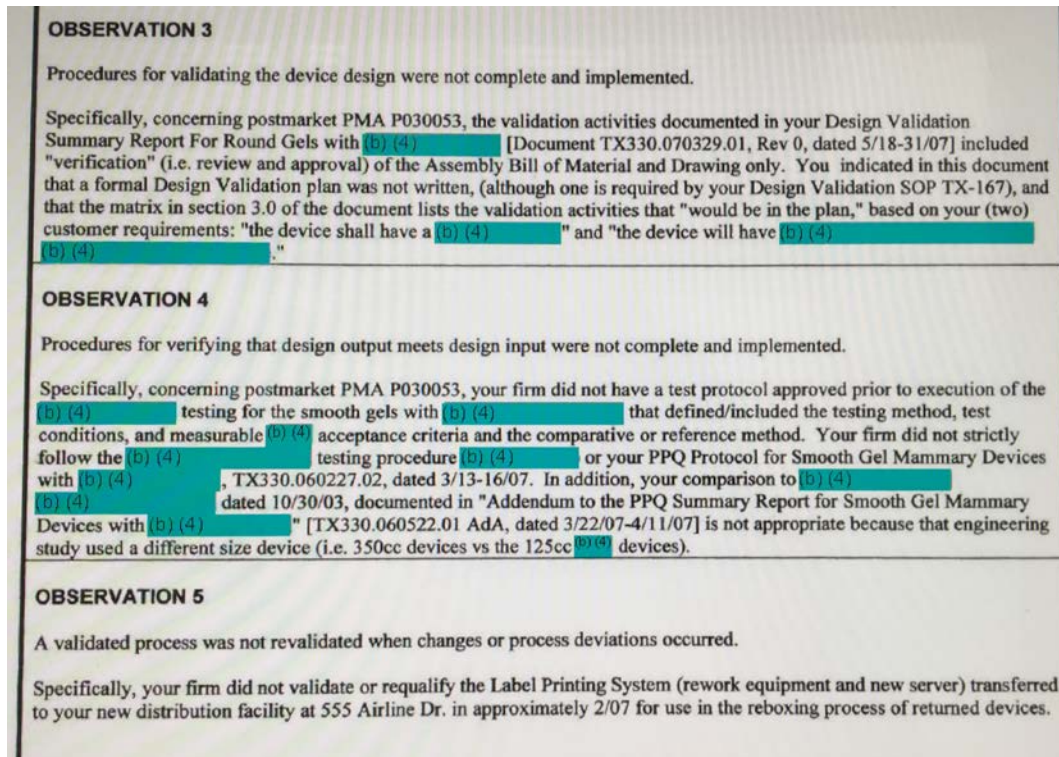 OBSERVATION 3
Procedures for validating the device design were not complete and implemented.
Specifically, concerning postmarket PMA P030053, the validation activities documented in your Design Validation
Summary Report For Round Gels with (b) (4) [Document TX330.070329.01, Rev 0, dated 5/18-31/07] included
"verification" (i.e. review and approval) of the Assembly Bill of Material and Drawing only. You indicated in this document
that a formal Design Validation plan was not written, (although one is required by your Design Validation SOP TX-167), and
that the matrix in section 3.0 of the document lists the validation activities that "would be in the plan," based on your (two)
customer requirements: "the device shall have a (b) (4) " and "the device will have (b) (4)
(b) (4) ."
OBSERVATION 4
Procedures for verifying that design output meets design input were not complete and implemented.
Specifically, concerning postmarket PMA P030053, your firm did not have a test protocol approved prior to execution of the
(b) (4) testing for the smooth gels with (b) (4) that defined/included the testing method, test
conditions, and measurable (b) (4) acceptance criteria and the comparative or reference method. Your firm did not strictly
follow the (b) (4) testing procedure (b) (4) or your PPQ Protocol for Smooth Gel Mammary Devices
with (b) (4) , TX330.060227.02, dated 3/13-16/07. In addition, your comparison to (b) (4)
(b) (4) dated 10/30/03, documented in "Addendum to the PPQ Summary Report for Smooth Gel Mammary
Devices with (b) (4) " [TX330.060522.01 AdA, dated 3/22/07-4/11/07] is not appropriate because that engineering
study used a different size device (i.e. 350cc devices vs the 125cc (b) (4) devices).
OBSERVATION 5
A validated process was not revalidated when changes or process deviations occurred.
Specifically, your firm did not validate or requalify the Label Printing System (rework equipment and new server) transferred
to your new distribution facility at 555 Airline Dr. in approximately 2/07 for use in the reboxing process of returned devices.